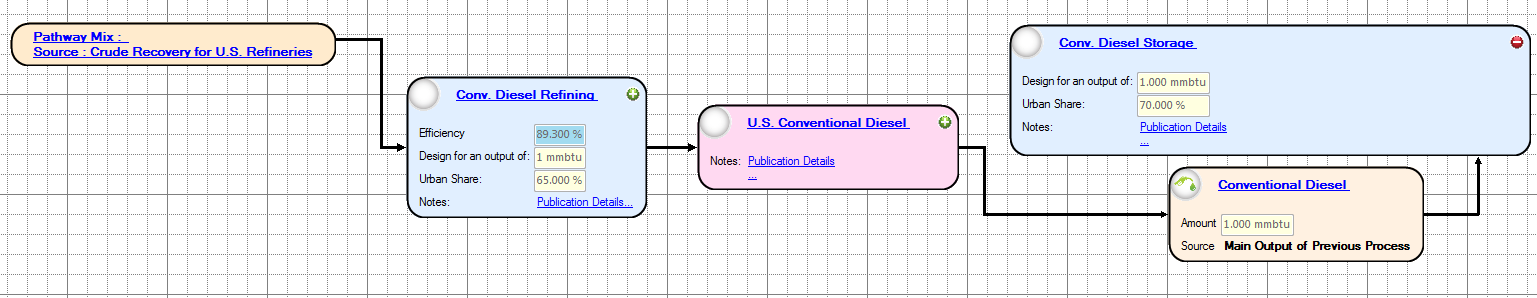 Pathway Mix :
Source : Crude Recovery for U.S. Refineries
Conv. Diesel Refining
Efficiency 89.300 %
Design for an output of: 1 mmbtu
Urban Share: 65.000 %
Notes: Publication Details...
U.S. Conventional Diesel
Notes: Publication Details
...
Conv. Diesel Storage
Design for an output of: 1.000 mmbtu
Urban Share: 70.000 %
Notes: Publication Details
...
Conventional Diesel
Amount 1.000 mmbtu
Source Main Output of Previous Process